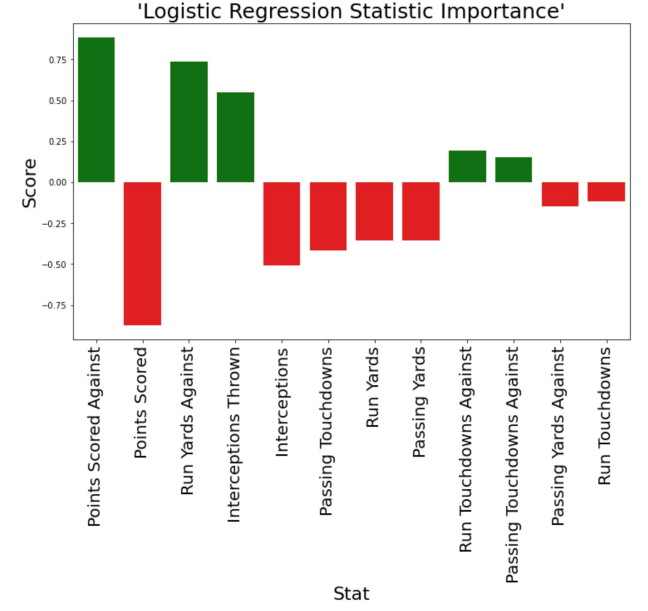 'Logistic Regression Statistic Importance'
Score
0.75
0.50
0.25
0.00
−0.25
−0.50
−0.75
Points Scored Against
Points Scored
Run Yards Against
Interceptions Thrown
Interceptions
Passing Touchdowns
Run Yards
Passing Yards
Run Touchdowns Against
Passing Touchdowns Against
Passing Yards Against
Run Touchdowns
Stat